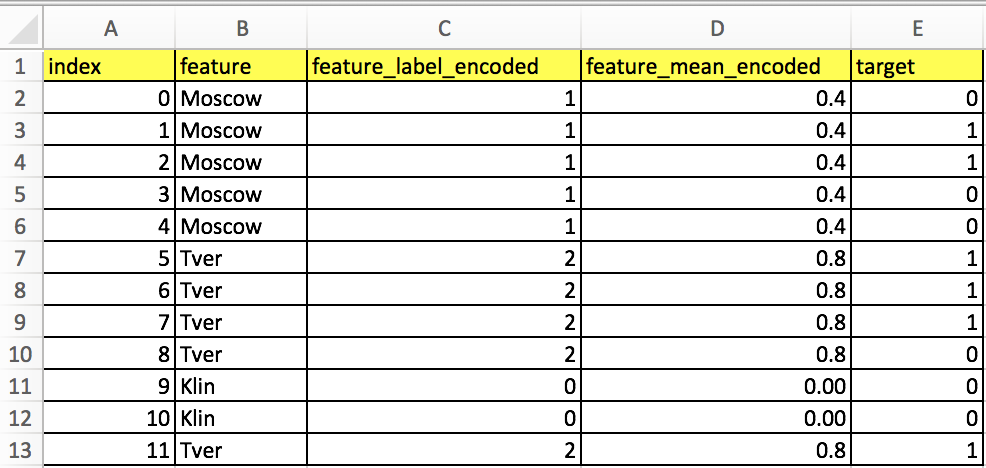 A B C D E
1 index feature feature_label_encoded feature_mean_encoded target
2 0 Moscow 1 0.4 0
3 1 Moscow 1 0.4 1
4 2 Moscow 1 0.4 1
5 3 Moscow 1 0.4 0
6 4 Moscow 1 0.4 0
7 5 Tver 2 0.8 1
8 6 Tver 2 0.8 1
9 7 Tver 2 0.8 1
10 8 Tver 2 0.8 0
11 9 Klin 0 0.00 0
12 10 Klin 0 0.00 0
13 11 Tver 2 0.8 1